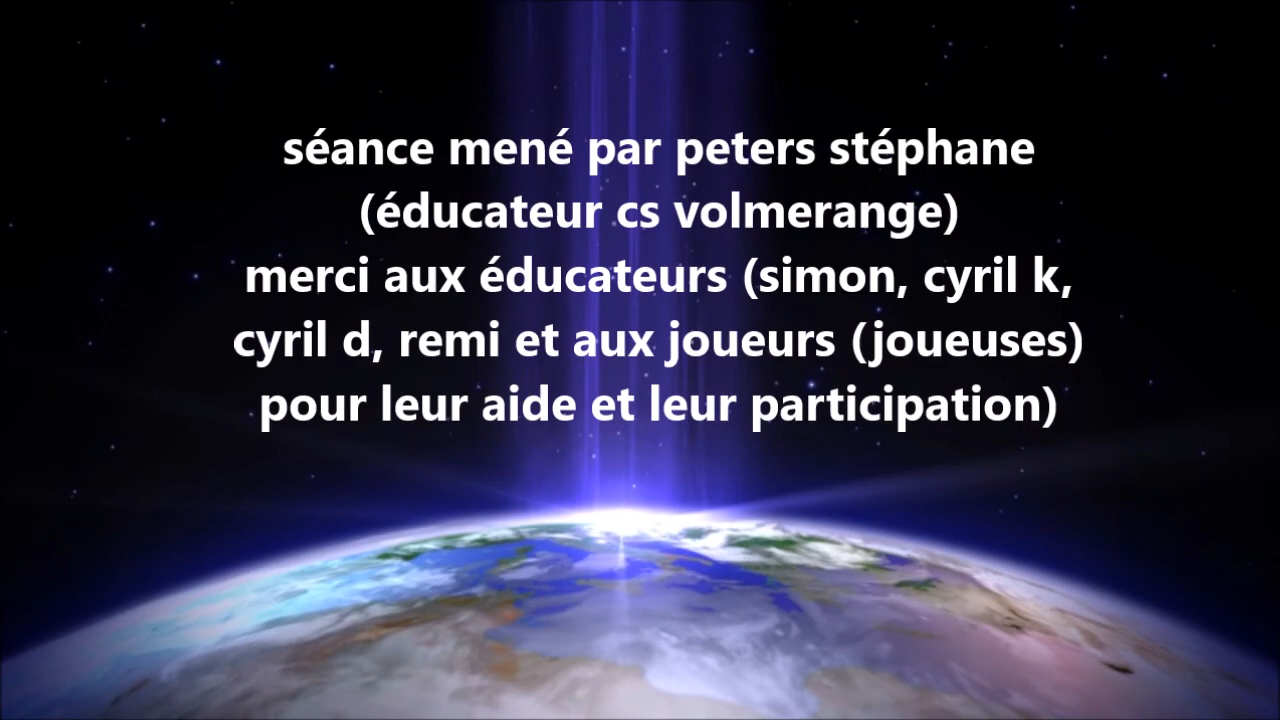 séance mené par peters stéphane
(éducateur cs volmerange)
merci aux éducateurs (simon, cyril k,
cyril d, remi et aux joueurs (joueuses)
pour leur aide et leur participation)